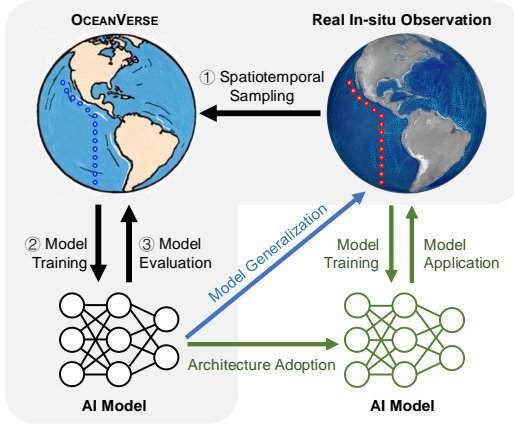 OCEANVERSE
Real In-situ Observation
① Spatiotemporal
Sampling
② Model
Training
③ Model
Evaluation
Model Generalization
Model
Training
Model
Application
Architecture Adoption
AI Model
AI Model